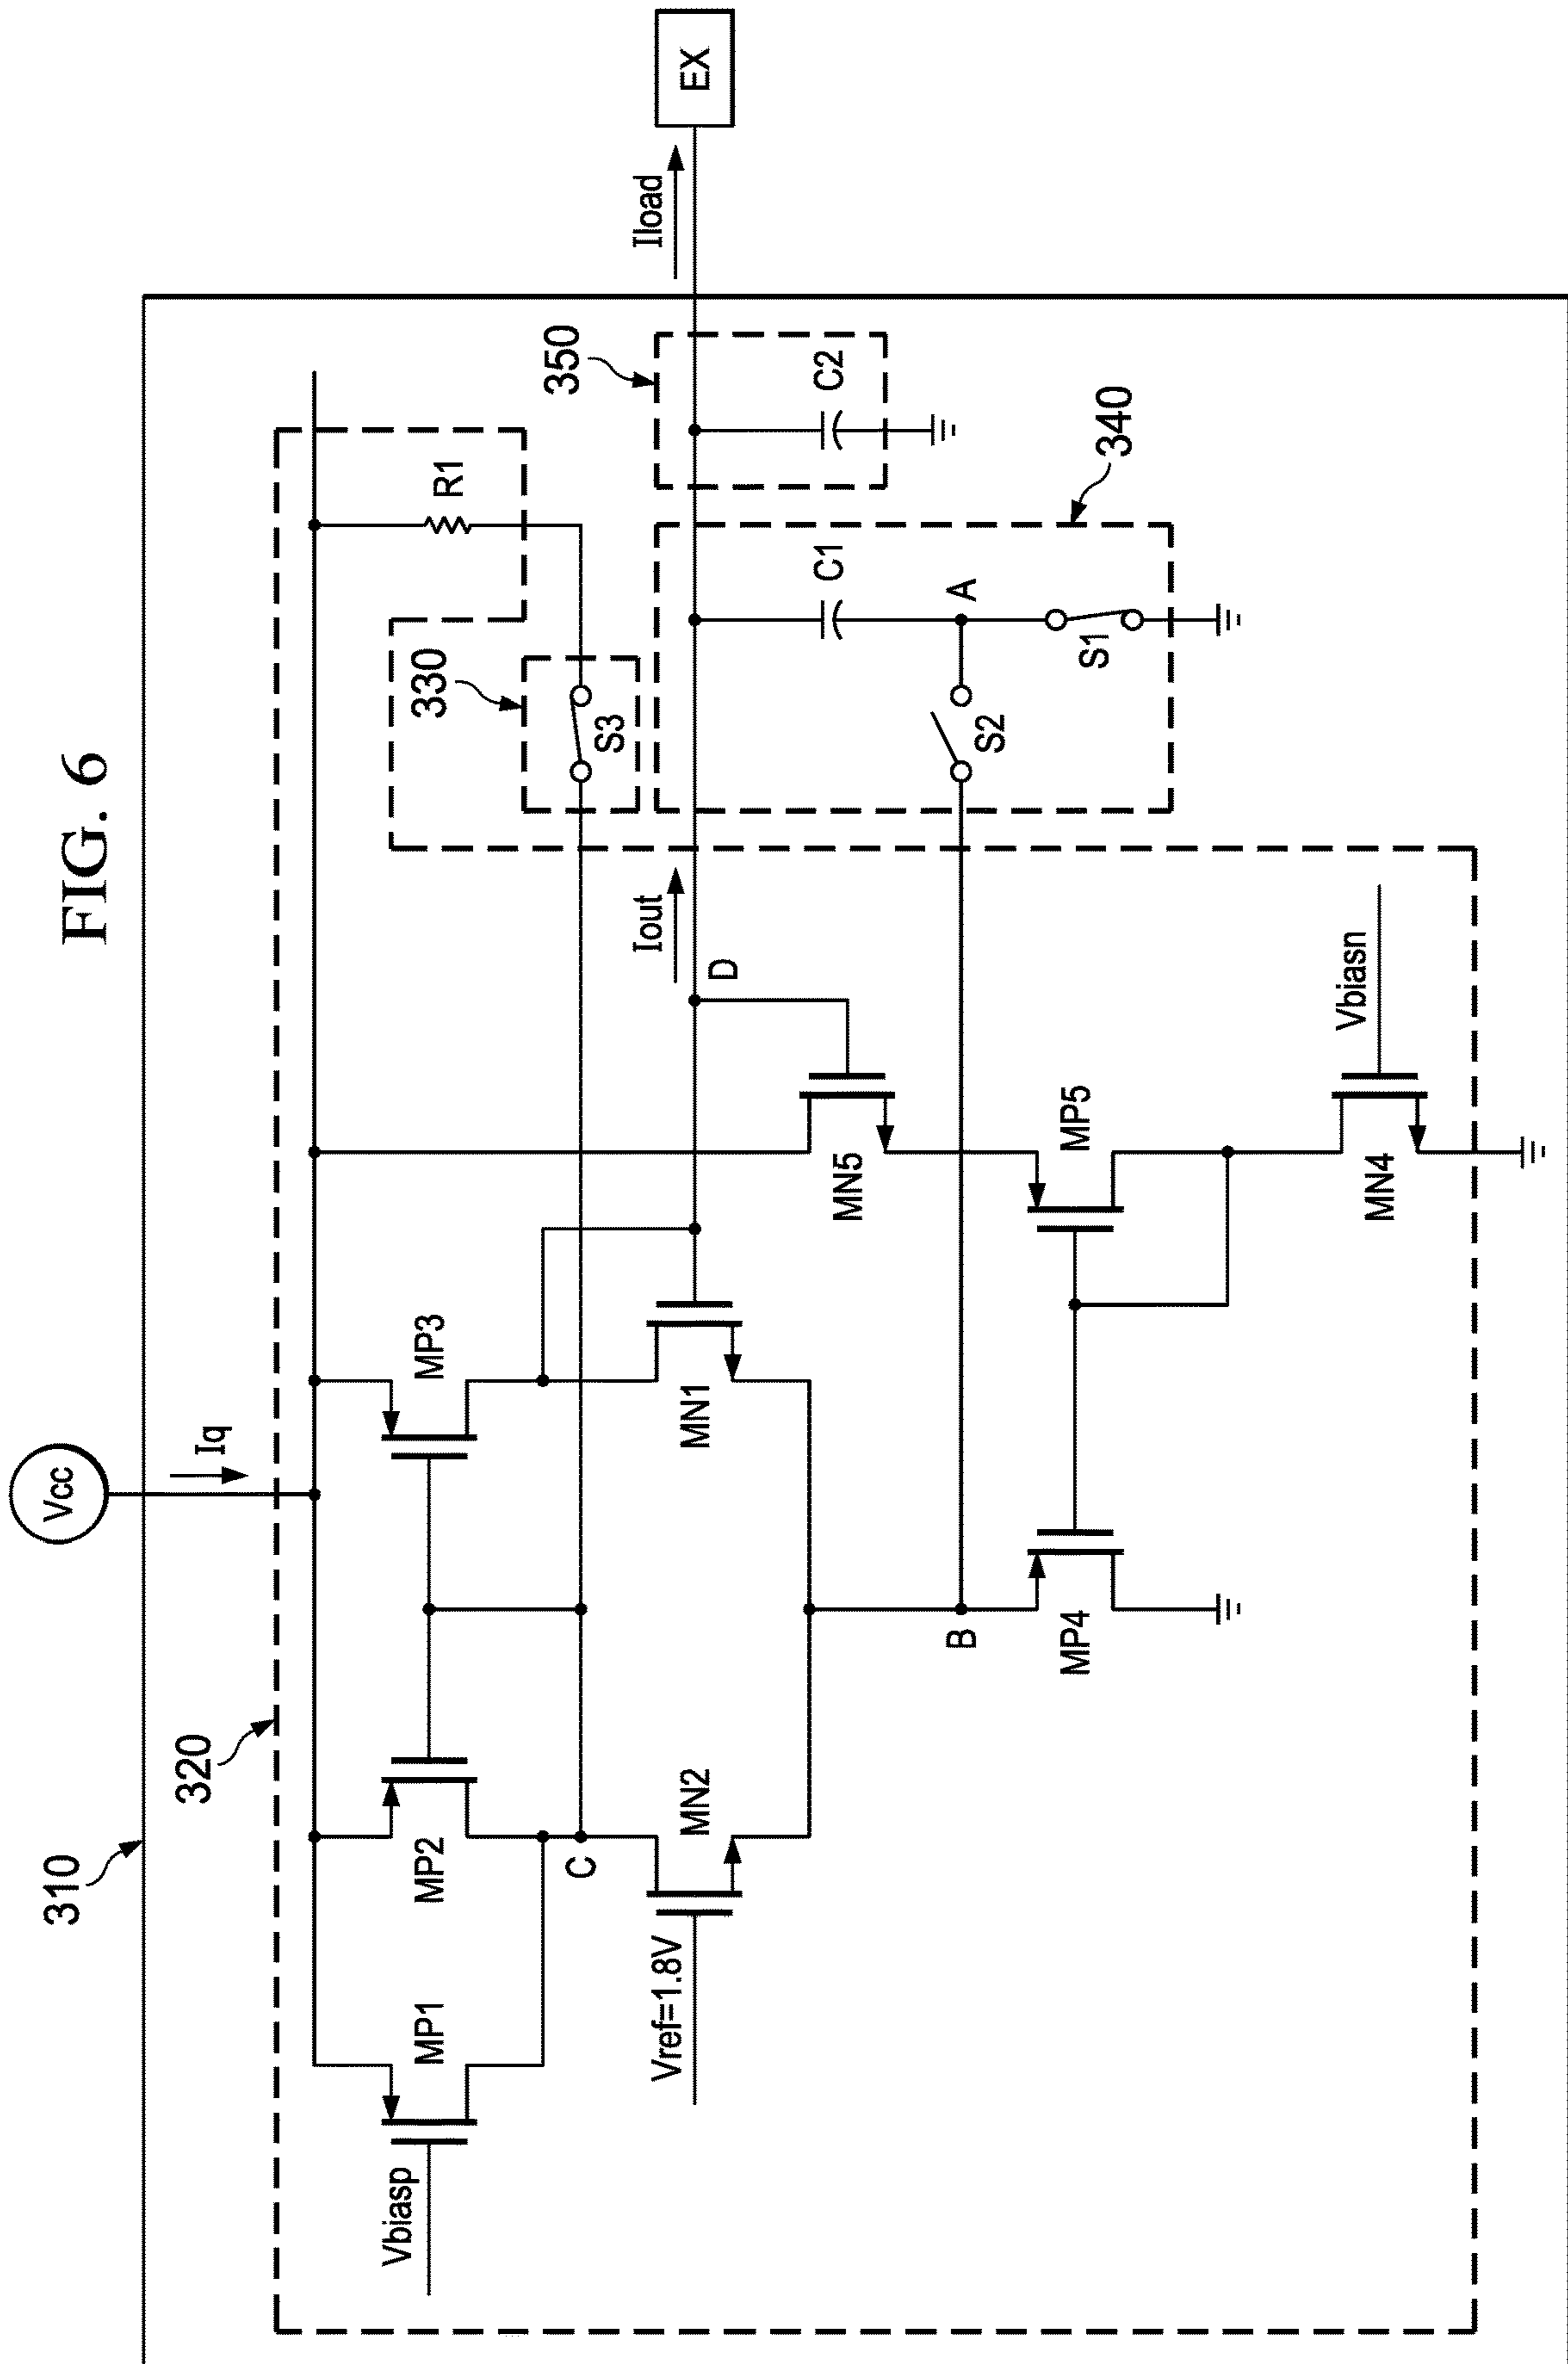 FIG. 6
310
Vcc
Iq
320
Vbiasp
MP1
MP2
MP3
R1
330
S3
C
Vref=1.8V
MN2
MN1
D
Iout
Iload
EX
350
C2
340
C1
A
S1
S2
B
MN5
MP4
MP5
MN4
Vbiasn